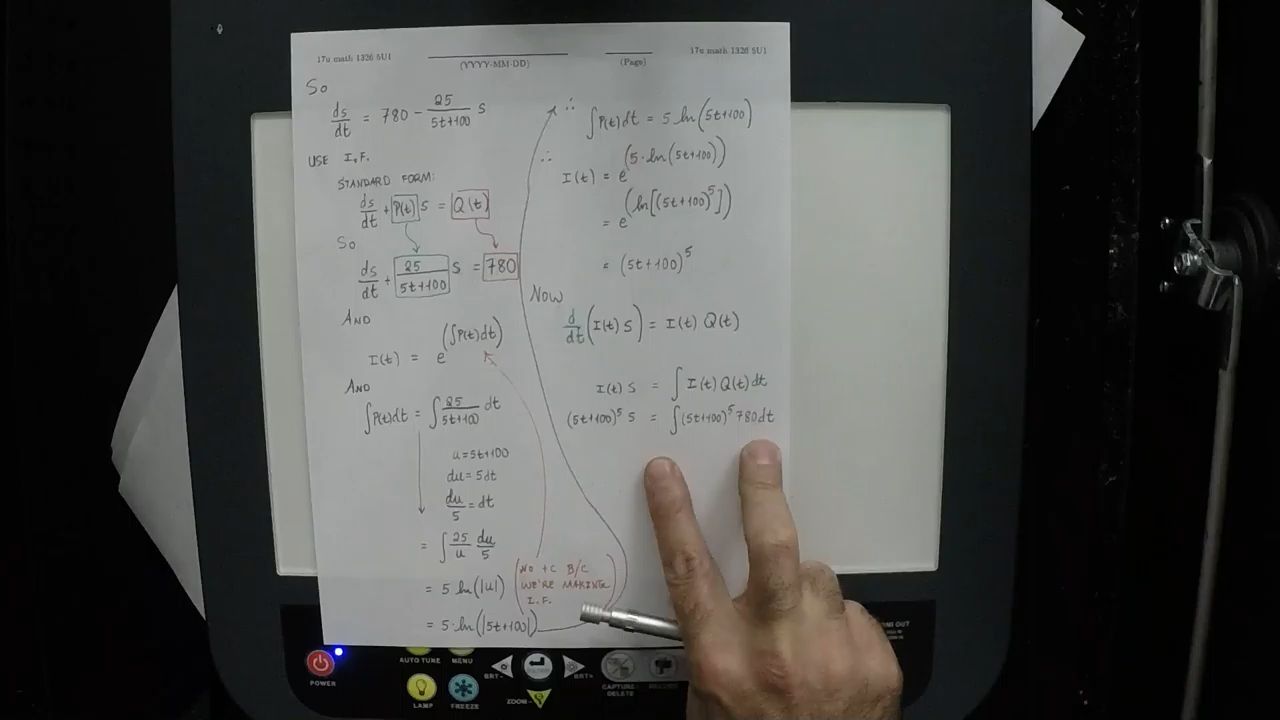 17u math 1326 5U1
(YYYY-MM-DD)
(Page)
17u math 1326 5U1
So
ds/dt = 780 - 25/(5t+100) S
USE I.F.
STANDARD FORM:
ds/dt + P(t) S = Q(t)
So
ds/dt + 25/(5t+100) S = 780
AND
I(t) = e^(∫P(t)dt)
AND
∫P(t)dt = ∫ 25/(5t+100) dt
u = 5t+100
du = 5dt
du/5 = dt
= ∫ 25/u du/5
= 5 ln(|u|)
(NO +C B/C
WE'RE MAKING
I.F.)
= 5·ln(|5t+100|)
∴ ∫P(t)dt = 5 ln(5t+100)
∴ I(t) = e^(5·ln(5t+100))
= e^(ln[(5t+100)^5])
= (5t+100)^5
Now
d/dt (I(t) S) = I(t) Q(t)
I(t) S = ∫ I(t) Q(t) dt
(5t+100)^5 S = ∫(5t+100)^5 780dt
POWER
AUTO TUNE
MENU
LAMP
FREEZE
BRT-
BRT+
ZOOM-
CAPTURE-
DELETE